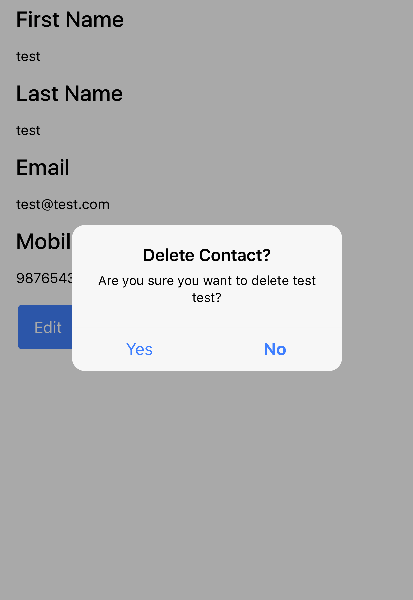 First Name
test
Last Name
test
Email
test@test.com
Mobil
9876543
Edit
Delete Contact?
Are you sure you want to delete test
test?
Yes
No